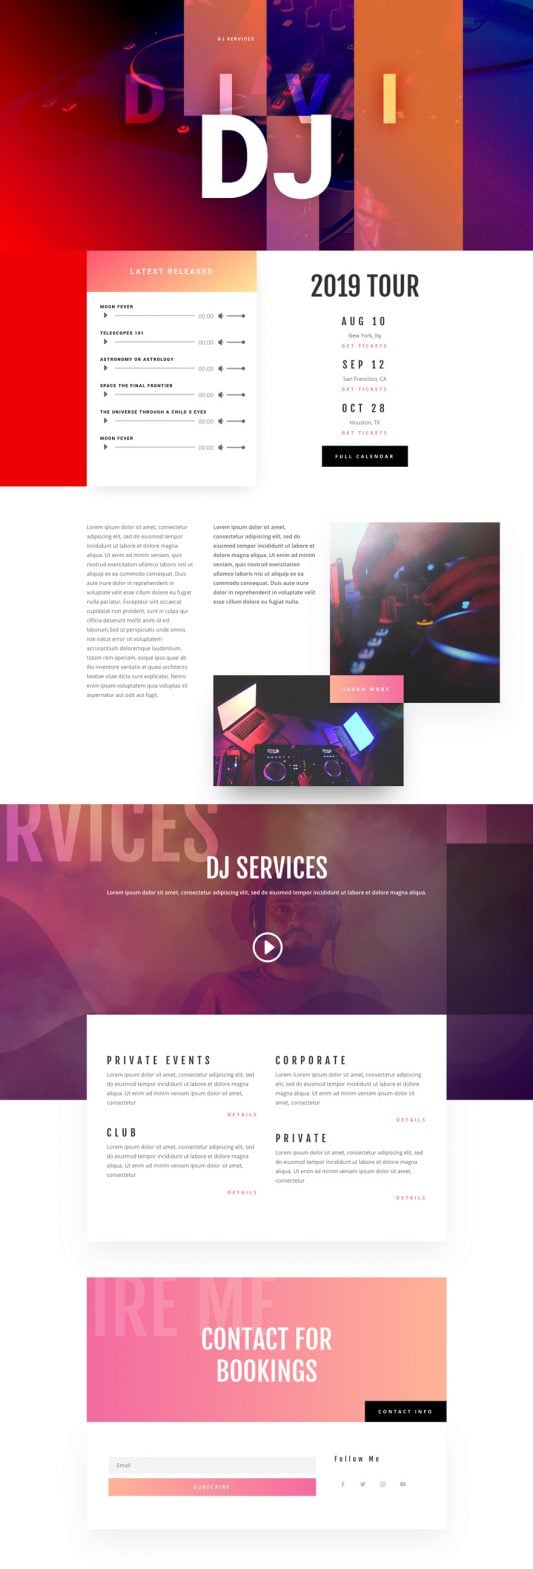 DJ SERVICES
DIVI
DJ
LATEST RELEASES
MOON FEVER
00:00
TELESCOPES 101
00:00
ASTRONOMY OR ASTROLOGY
00:00
SPACE THE FINAL FRONTIER
00:00
THE UNIVERSE THROUGH A CHILD S EYES
00:00
MOON FEVER
00:00
2019 TOUR
AUG 10
New York, Ny
GET TICKETS
SEP 12
San Francisco, CA
GET TICKETS
OCT 28
Houston, TX
GET TICKETS
FULL CALENDAR
Lorem ipsum dolor sit amet, consectetur
adipiscing elit, sed do eiusmod tempor
incididunt ut labore et dolore magna
aliqua. Ut enim ad minim veniam, quis
nostrud exercitation ullamco laboris nisi ut
aliquip ex ea commodo consequat. Duis
aute irure dolor in reprehenderit in
voluptate velit esse cillum dolore eu fugiat
nulla pariatur. Excepteur sint occaecat
cupidatat non proident, sunt in culpa qui
officia deserunt mollit anim id est
laborum.Sed ut perspiciatis unde omnis
iste natus error sit voluptatem
accusantium doloremque laudantium,
totam rem aperiam, eaque ipsa quae ab
illo inventore veritatis et quasi architecto
beatae vitae dicta sunt explicabo. Nemo
enim ipsam voluptatem quia voluptas sit
aspernatur aut odit aut fugit.
Lorem ipsum dolor sit amet,
consectetur adipiscing elit, sed do
eiusmod tempor incididunt ut labore et
dolore magna aliqua. Ut enim ad minim
veniam, quis nostrud exercitation
ullamco laboris nisi ut aliquip ex ea
commodo consequat. Duis aute irure
dolor in reprehenderit in voluptate velit
esse cillum dolore eu fugiat nulla
LEARN MORE
RVICES
DJ SERVICES
Lorem ipsum dolor sit amet, consectetur adipiscing elit, sed do eiusmod tempor incididunt ut labore et dolore magna aliqua.
PRIVATE EVENTS
Lorem ipsum dolor sit amet, consectetur adipiscing elit, sed
do eiusmod tempor incididunt ut labore et dolore magna
aliqua. Ut enim ad minim veniam ipsum dolor sit amet,
consectetur
DETAILS
CLUB
Lorem ipsum dolor sit amet, consectetur adipiscing elit, sed
do eiusmod tempor incididunt ut labore et dolore magna
aliqua. Ut enim ad minim veniam ipsum dolor sit amet,
consectetur
DETAILS
CORPORATE
Lorem iLorem ipsum dolor sit amet, consectetur adipiscing
elit, sed do eiusmod tempor incididunt ut labore et dolore
magna aliqua. Ut enim ad minim veniam ipsum dolor sit
amet, consectetur
DETAILS
PRIVATE
Lorem ipsum dolor sit amet, consectetur adipiscing elit, sed
do eiusmod tempor incididunt ut labore et dolore magna
aliqua. Ut enim ad minim veniam ipsum dolor sit amet,
consectetur
DETAILS
IRE ME
CONTACT FOR
BOOKINGS
CONTACT INFO
Email
SUBSCRIBE
Follow Me